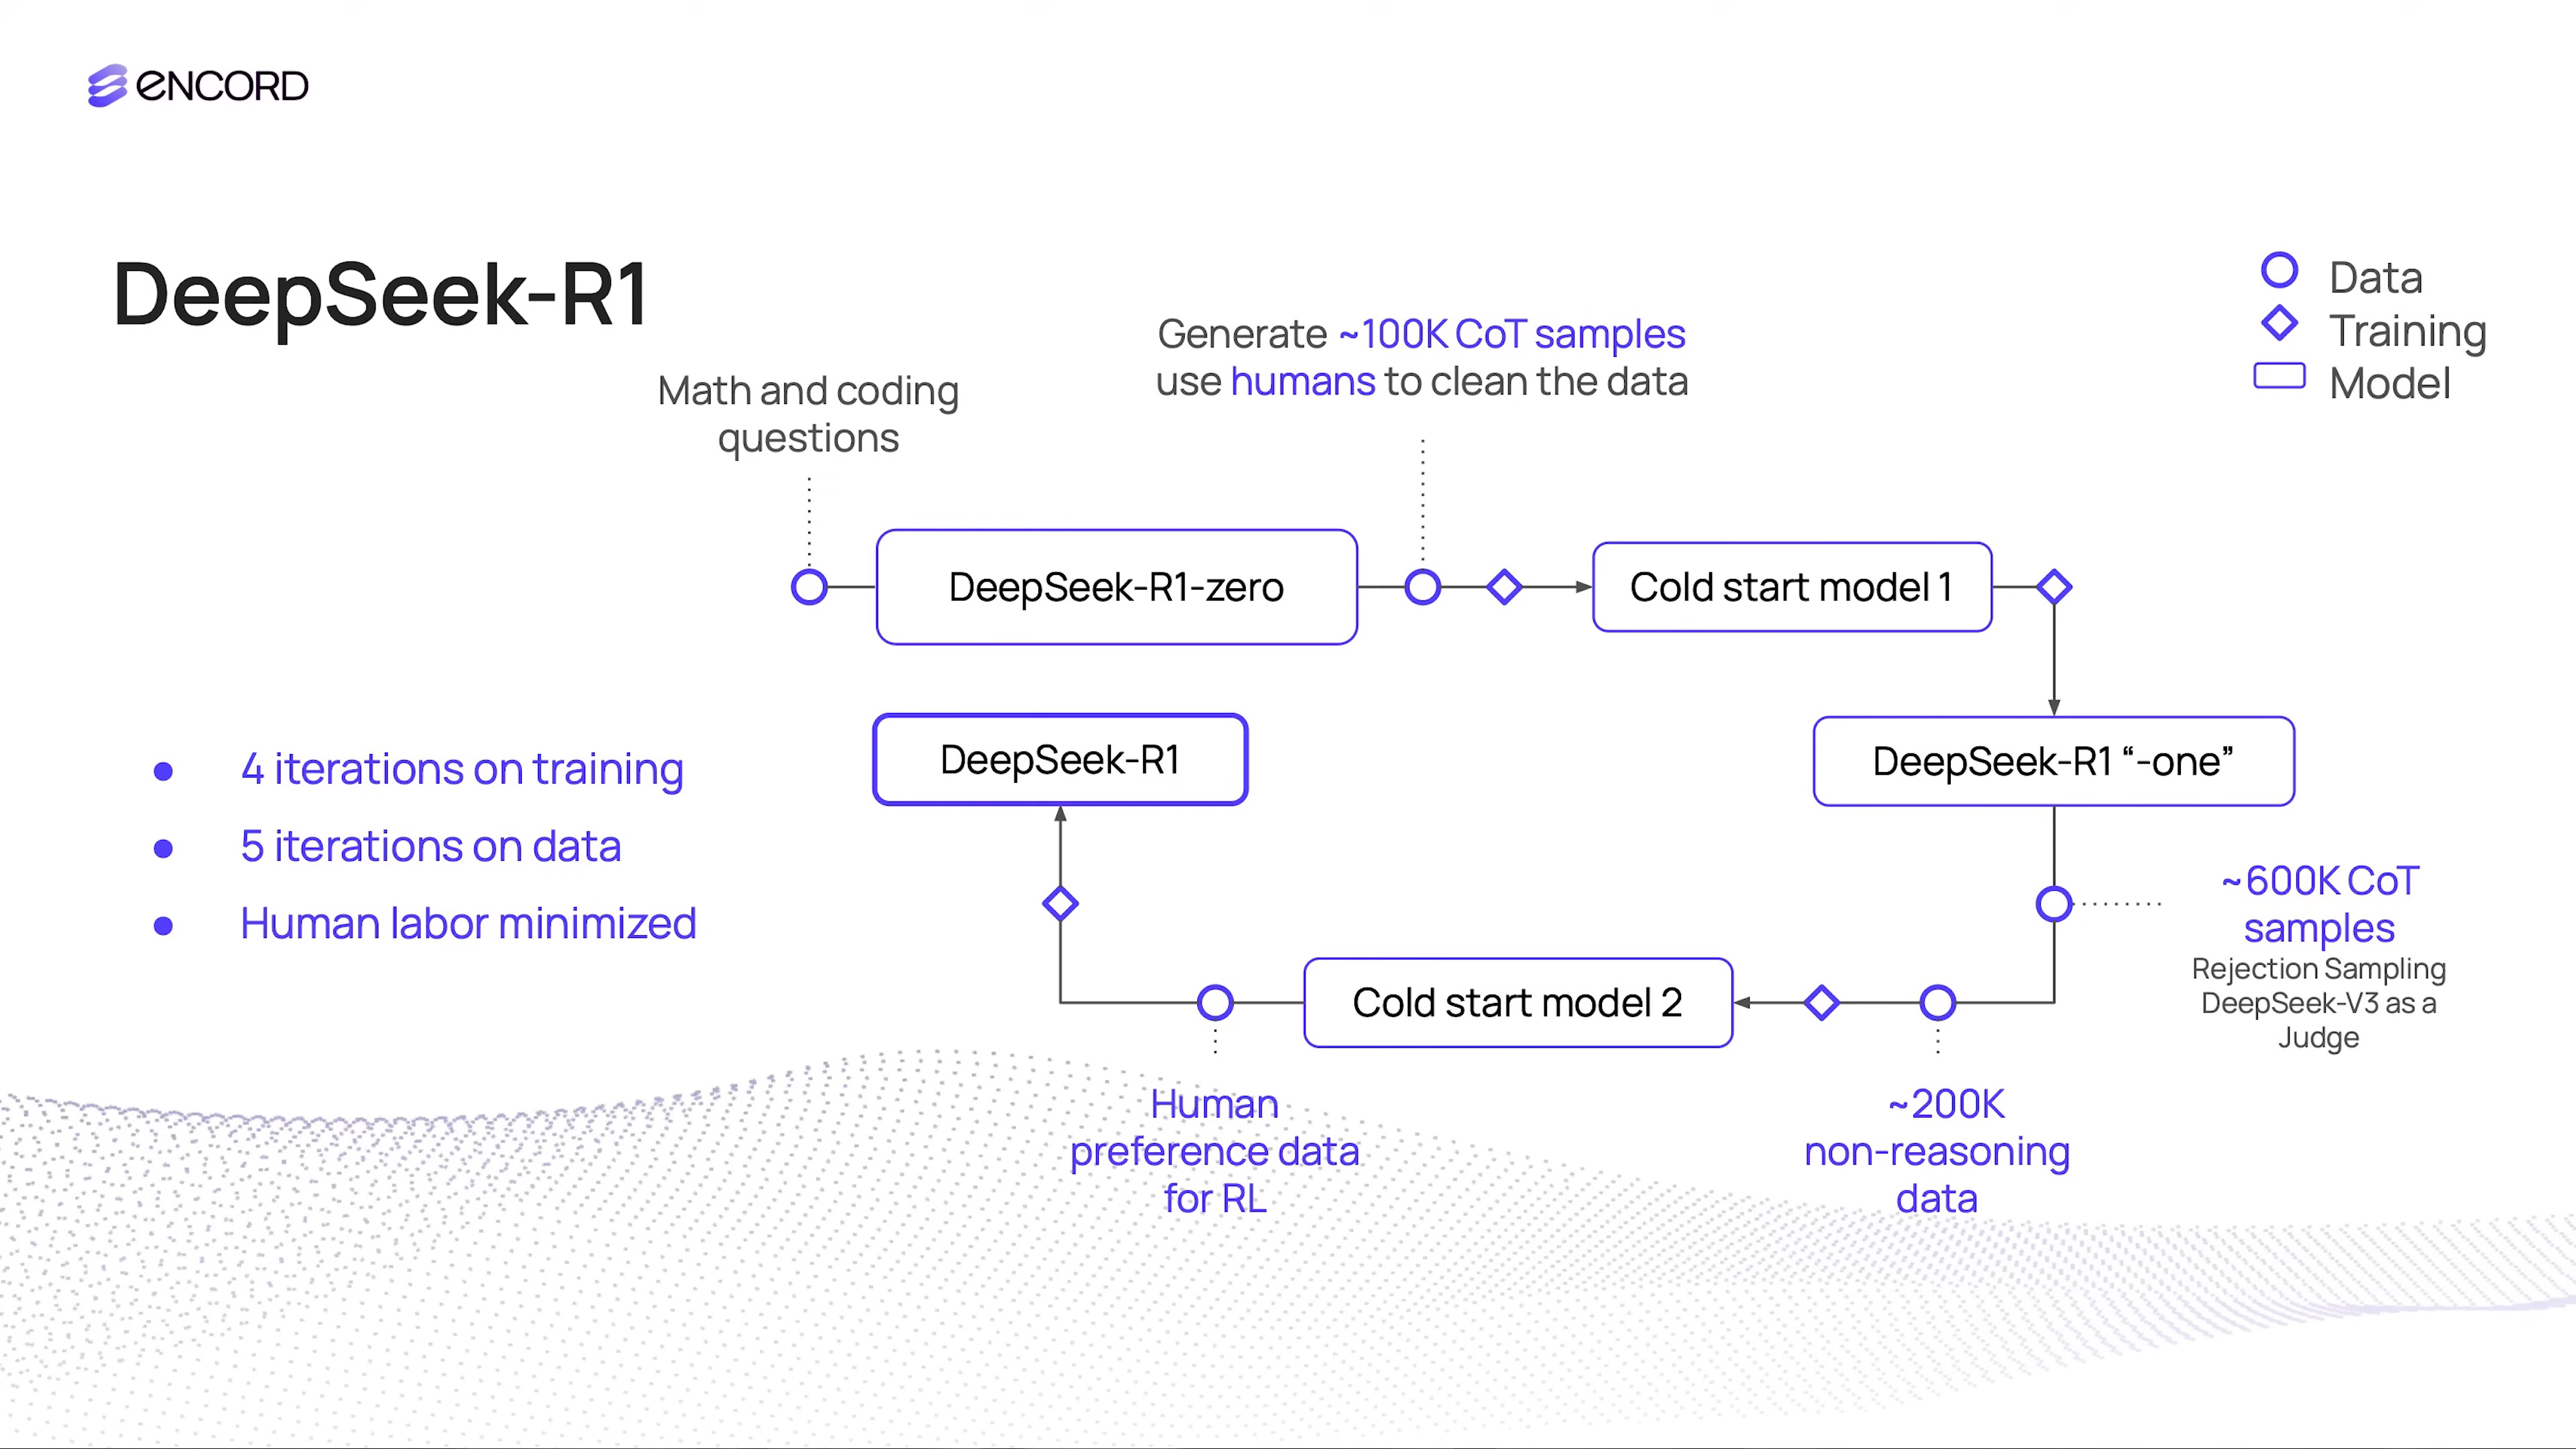 ENCORD
DeepSeek-R1
Data
Training
Model
Generate ~100K CoT samples
use humans to clean the data
Math and coding
questions
DeepSeek-R1-zero
Cold start model 1
DeepSeek-R1
DeepSeek-R1 “-one”
4 iterations on training
5 iterations on data
Human labor minimized
~600K CoT
samples
Rejection Sampling
DeepSeek-V3 as a
Judge
Cold start model 2
Human
preference data
for RL
~200K
non-reasoning
data